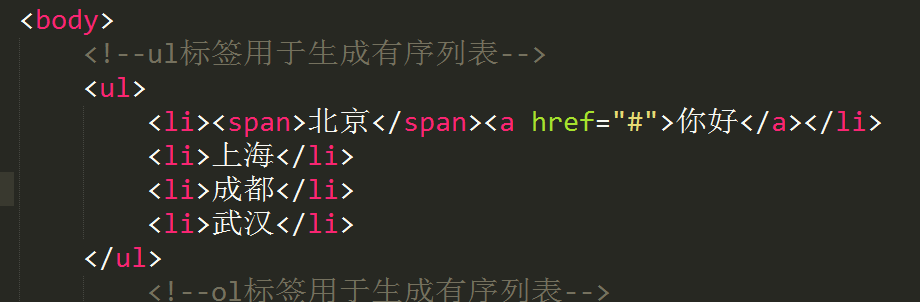 <body>
<!--ul标签用于生成有序列表-->
<ul>
<li><span>北京</span><a href="#">你好</a></li>
<li>上海</li>
<li>成都</li>
<li>武汉</li>
</ul>
<!--ol标签用于生成有序列表-->